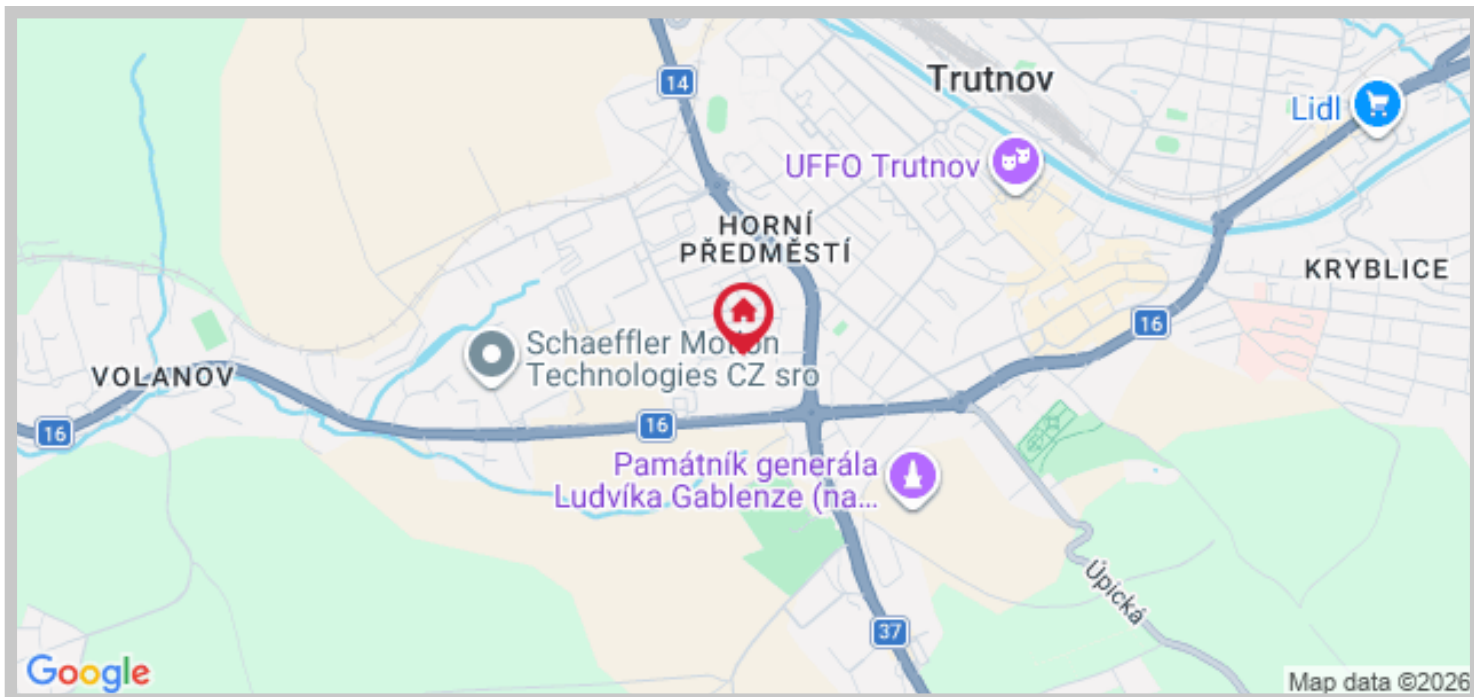 14
Trutnov
Lidl
UFFO Trutnov
HORNÍ
PŘEDMĚSTÍ
KRYBLICE
16
Schaeffler Motion
Technologies CZ sro
VOLANOV
16
16
Památník generála
Ludvíka Gablenze (na...
Úpická
37
Google
Map data ©2026